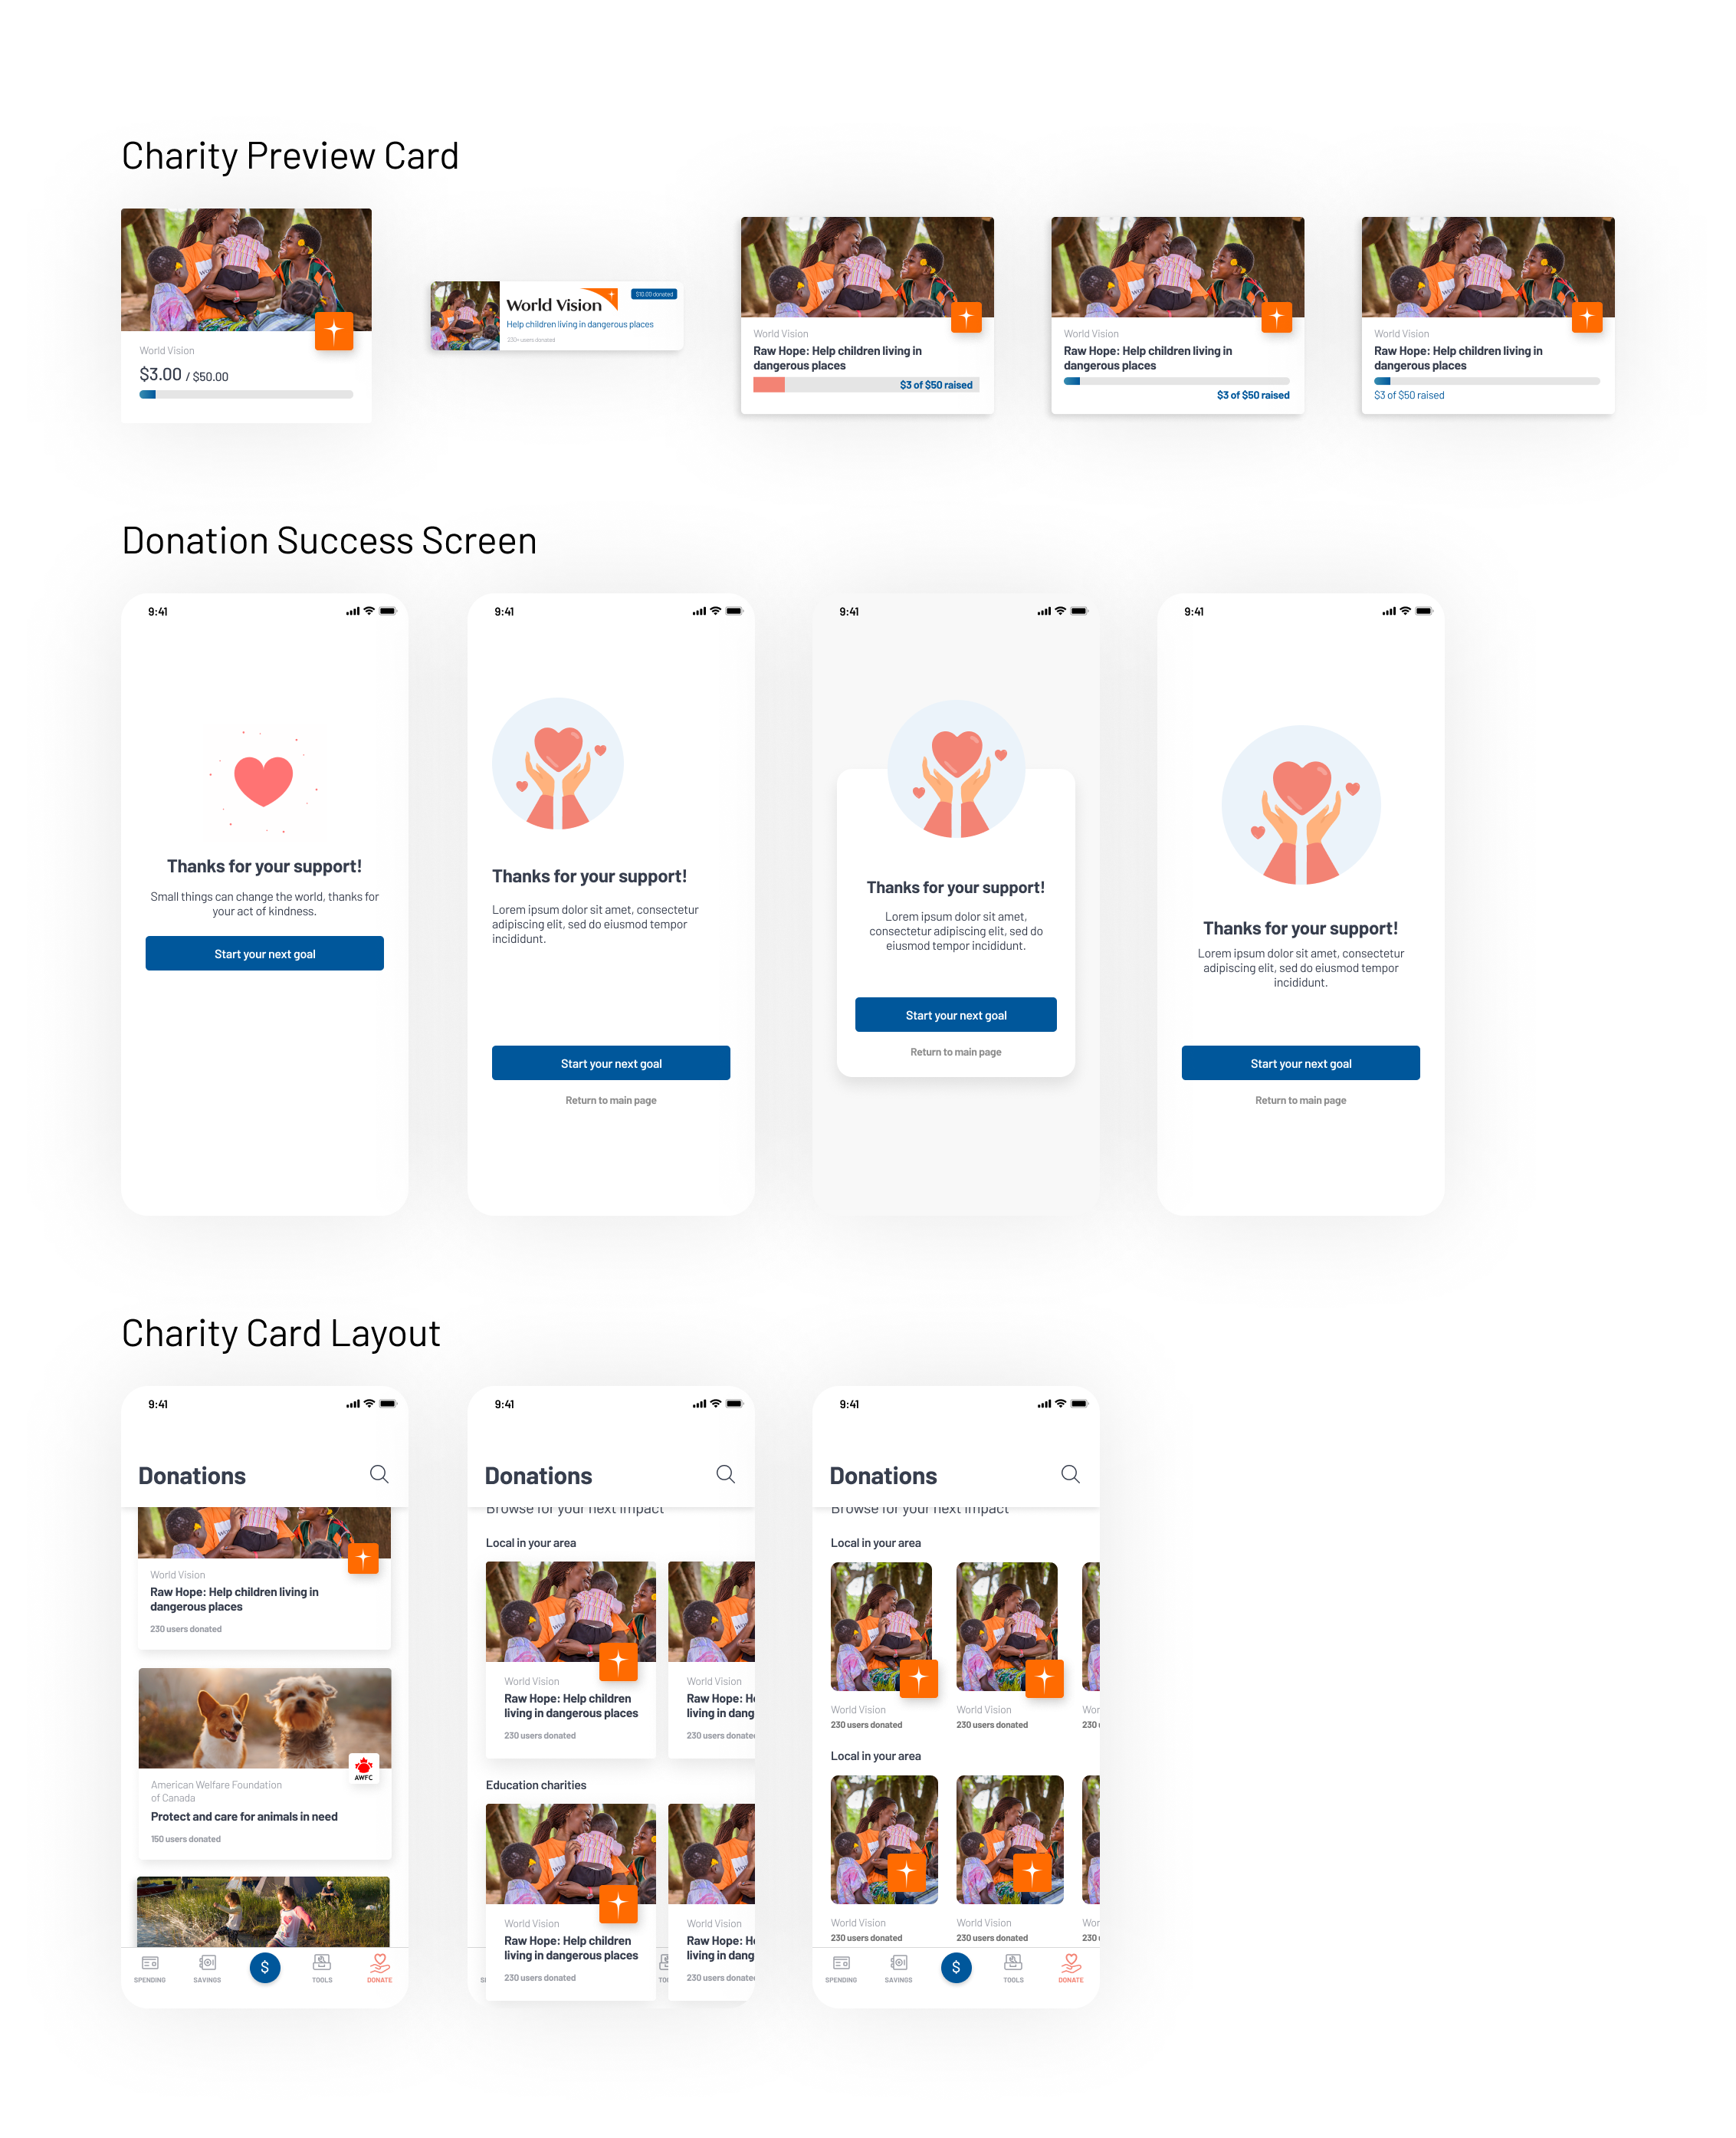 Charity Preview Card
World Vision
$3.00 / $50.00
World Vision
$10.00 donated
Help children living in dangerous places
230+ users donated
World Vision
Raw Hope: Help children living in
dangerous places
$3 of $50 raised
World Vision
Raw Hope: Help children living in
dangerous places
$3 of $50 raised
World Vision
Raw Hope: Help children living in
dangerous places
$3 of $50 raised
Donation Success Screen
9:41
Thanks for your support!
Small things can change the world, thanks for
your act of kindness.
Start your next goal
9:41
Thanks for your support!
Lorem ipsum dolor sit amet, consectetur
adipiscing elit, sed do eiusmod tempor
incididunt.
Start your next goal
Return to main page
9:41
Thanks for your support!
Lorem ipsum dolor sit amet,
consectetur adipiscing elit, sed do
eiusmod tempor incididunt.
Start your next goal
Return to main page
9:41
Thanks for your support!
Lorem ipsum dolor sit amet, consectetur
adipiscing elit, sed do eiusmod tempor
incididunt.
Start your next goal
Return to main page
Charity Card Layout
9:41
Donations
World Vision
Raw Hope: Help children living in
dangerous places
230 users donated
AWFC
American Welfare Foundation
of Canada
Protect and care for animals in need
150 users donated
SPENDING
SAVINGS
$
TOOLS
DONATE
9:41
Donations
Browse for your next impact
Local in your area
World Vision
Raw Hope: Help children
living in dangerous places
230 users donated
World Vision
Raw Hope: He
living in dang
230 users donate
Education charities
World Vision
Raw Hope: Help children
living in dangerous places
230 users donated
World Vision
Raw Hope: He
living in dang
230 users donate
9:41
Donations
Browse for your next impact
Local in your area
World Vision
230 users donated
World Vision
230 users donated
Wor
230
Local in your area
World Vision
230 users donated
World Vision
230 users donated
Wor
230
SPENDING
SAVINGS
$
TOOLS
DONATE